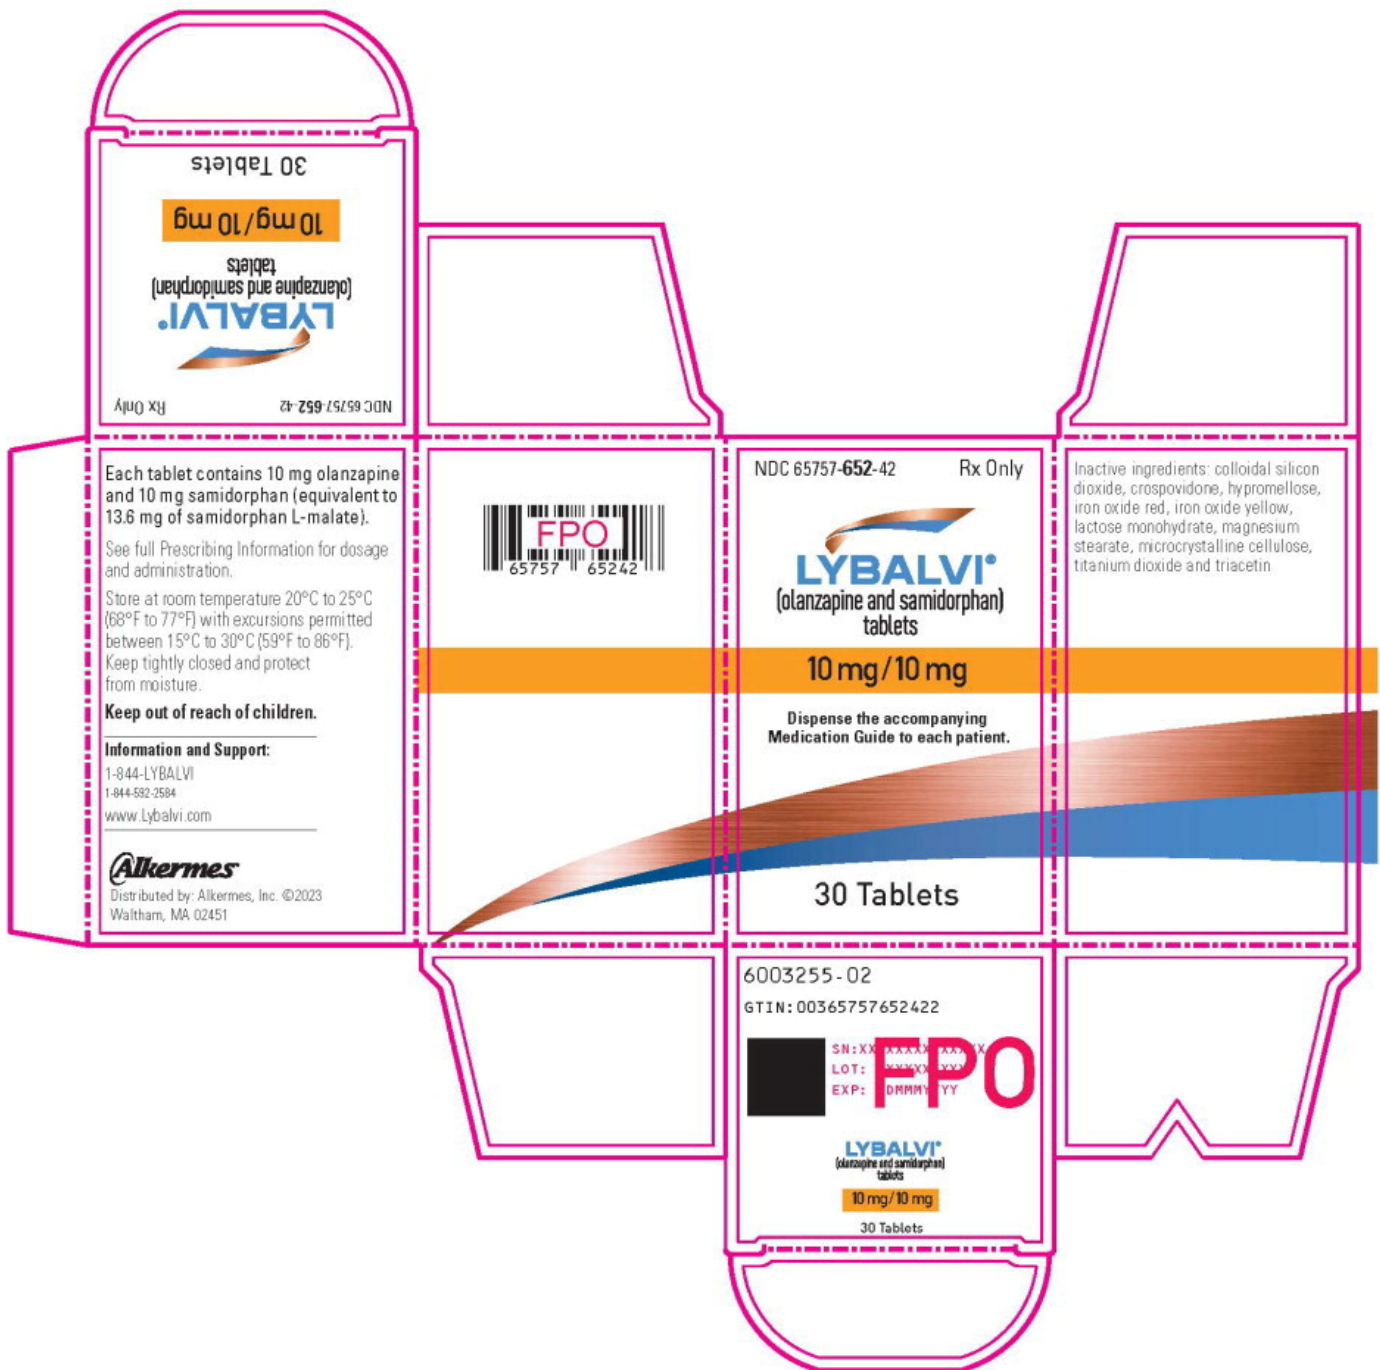 30 Tablets
10 mg/10 mg
tablets
(olanzapine and samidorphan)
LYBALVI®
NDC 65757-652-42
Rx Only
Each tablet contains 10 mg olanzapine
and 10 mg samidorphan (equivalent to
13.6 mg of samidorphan L-malate).
See full Prescribing Information for dosage
and administration.
Store at room temperature 20°C to 25°C
(68°F to 77°F) with excursions permitted
between 15°C to 30°C (59°F to 86°F).
Keep tightly closed and protect
from moisture.
Keep out of reach of children.
Information and Support:
1-844-LYBALVI
1-844-592-2584
www.Lybalvi.com
Alkermes®
Distributed by: Alkermes, Inc. ©2023
Waltham, MA 02451
FPO
65757 65242
NDC 65757-652-42 Rx Only
LYBALVI®
(olanzapine and samidorphan)
tablets
10 mg/10 mg
Dispense the accompanying
Medication Guide to each patient.
30 Tablets
Inactive ingredients: colloidal silicon
dioxide, crospovidone, hypromellose,
iron oxide red, iron oxide yellow,
lactose monohydrate, magnesium
stearate, microcrystalline cellulose,
titanium dioxide and triacetin
6003255-02
GTIN:00365757652422
SN:
LOT:
EXP:
FPO
LYBALVI®
(olanzapine and samidorphan)
tablets
10 mg/10 mg
30 Tablets